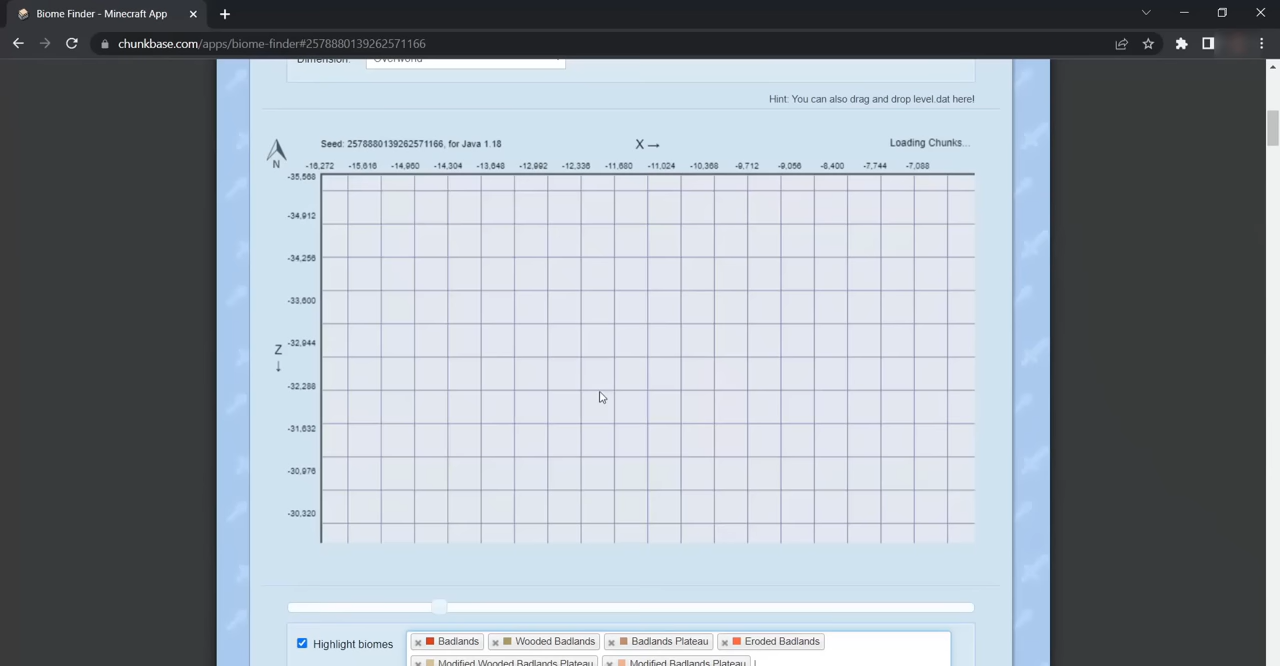 Biome Finder - Minecraft App
chunkbase.com/apps/biome-finder#2578880139262571166
Dimension: Overworld
Hint: You can also drag and drop level.dat here!
Seed: 2578880139262571166, for Java 1.18 X → Loading Chunks...
N
-16,272 -15,616 -14,960 -14,304 -13,648 -12,992 -12,336 -11,680 -11,024 -10,368 -9,712 -9,056 -8,400 -7,744 -7,088
-35,568
-34,912
-34,256
-33,600
-32,944
Z
↓
-32,288
-31,632
-30,976
-30,320
Highlight biomes × Badlands × Wooded Badlands × Badlands Plateau × Eroded Badlands
× Modified Wooded Badlands Plateau × Modified Badlands Plateau